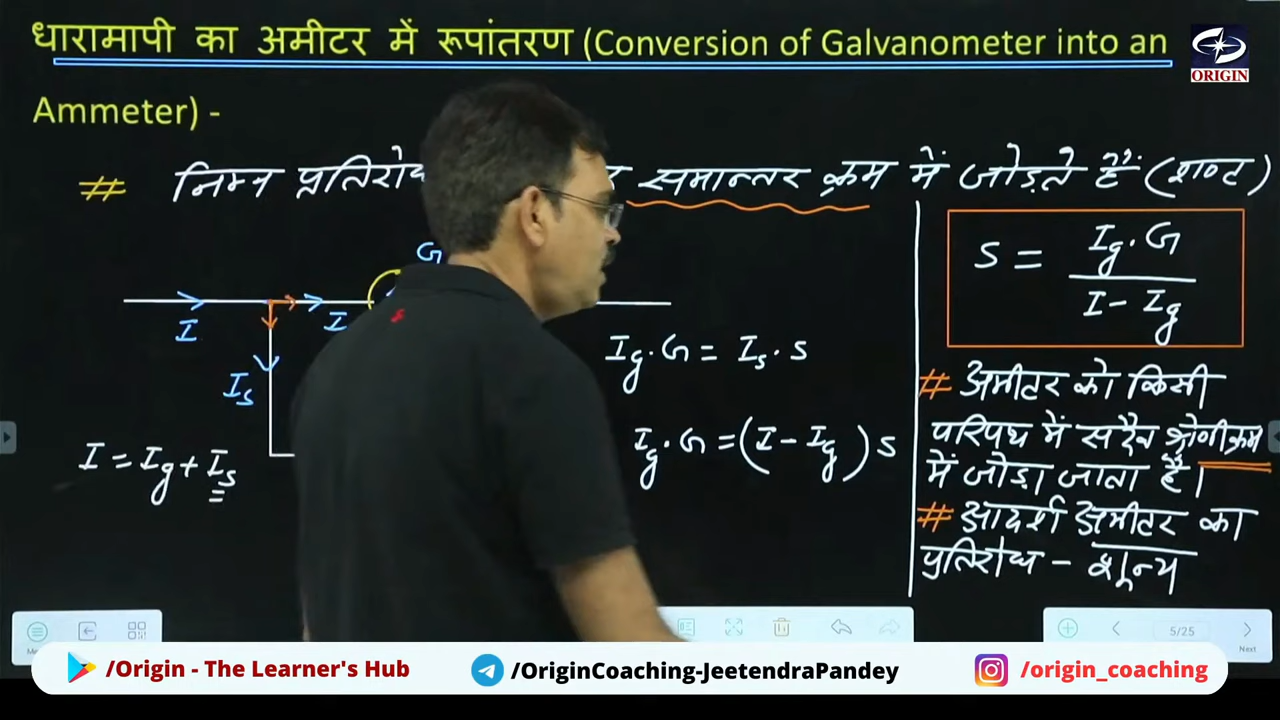 धारामापी का अमीटर में रूपांतरण (Conversion of Galvanometer into an
Ammeter) -
ORIGIN
# निम्न समान्तर क्रम में जोड़ते हैं (शण्ट)
G
I
I
Is
I = Ig + Is
Ig . G = Is . S
Ig . G = (I - Ig) S
S = Ig . G / I - Ig
# अमीटर को किसी
परिपथ में सदैव श्रेणीक्रम
में जोड़ा जाता है।
# आदर्श अमीटर का
प्रतिरोध - शून्य
5/25
Next
/Origin - The Learner's Hub
/OriginCoaching-JeetendraPandey
/origin_coaching